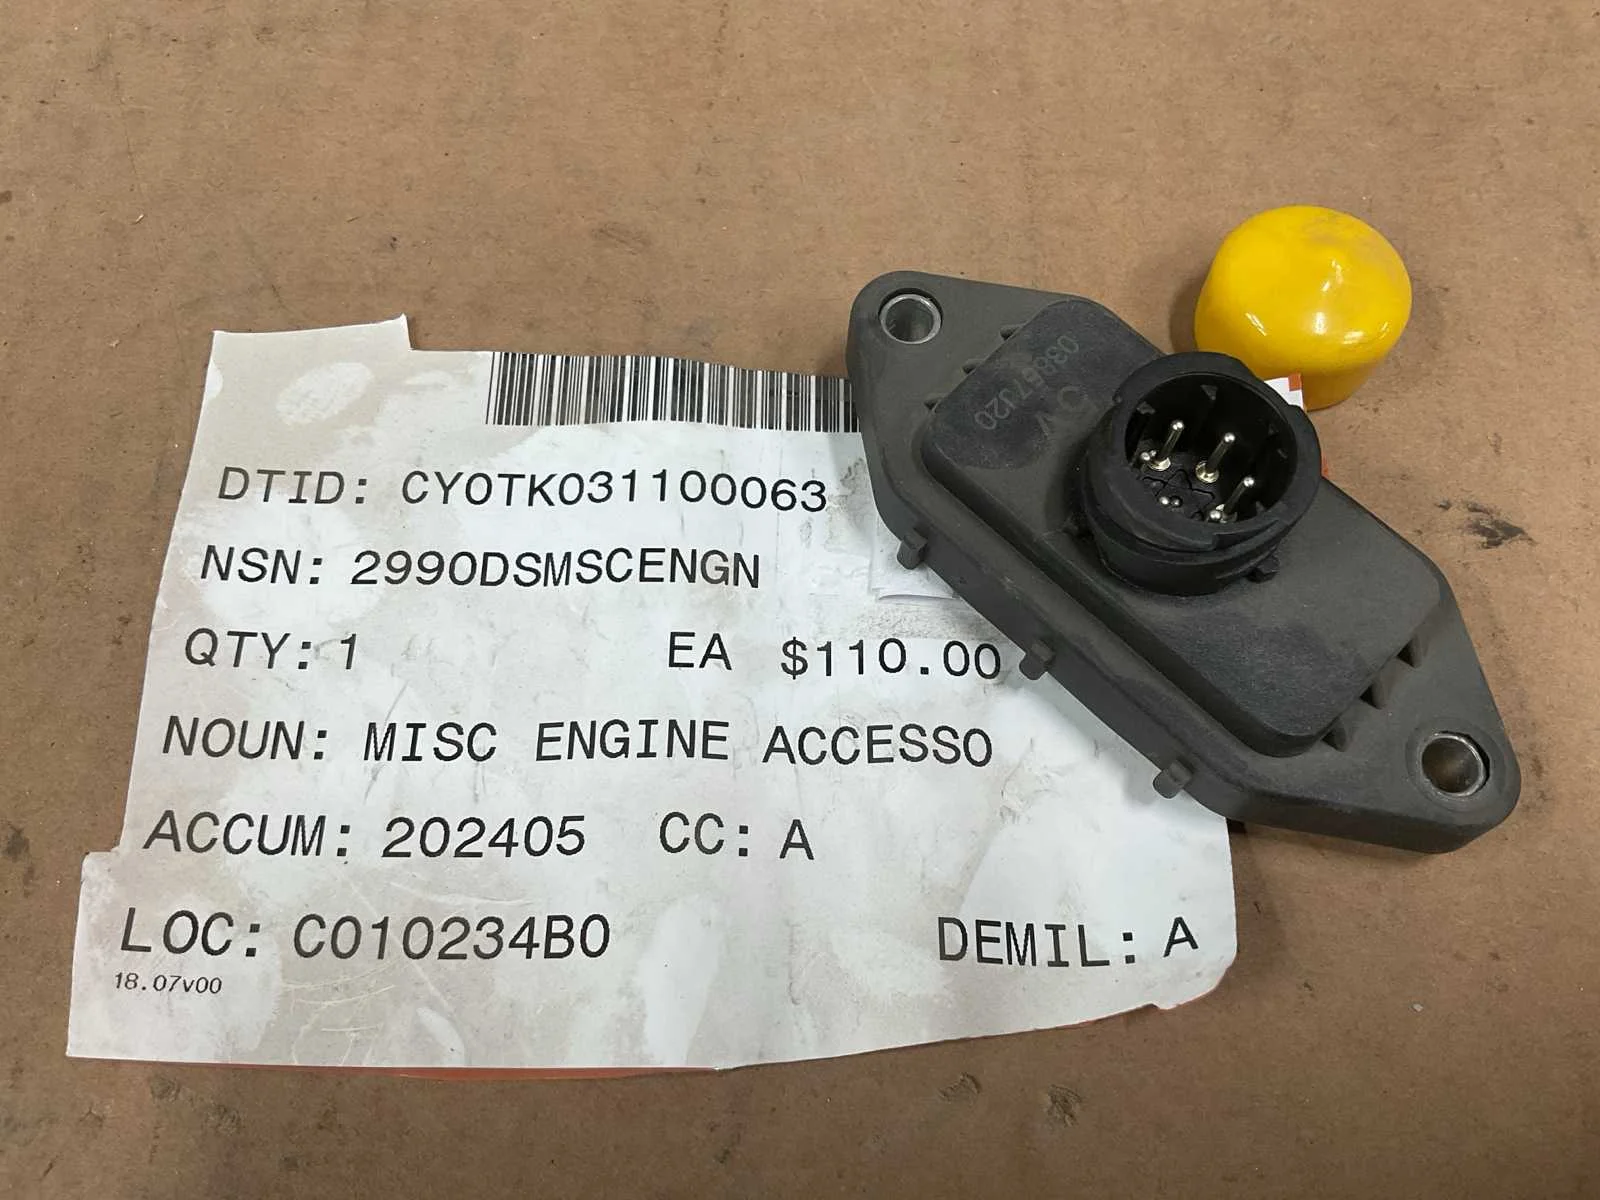 DTID: CY0TK031100063
NSN: 2990DSMSCENGN
QTY: 1 EA $110.00
NOUN: MISC ENGINE ACCESSO
ACCUM: 202405 CC: A
LOC: C010234B0 DEMIL: A
18.07v00
5V